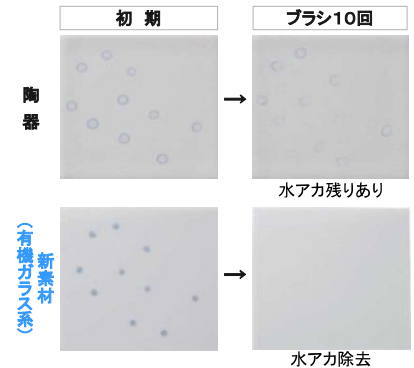 初 期
ブラシ10回
陶器
→
水アカ残りあり
新素材
（有機ガラス系）
→
水アカ除去